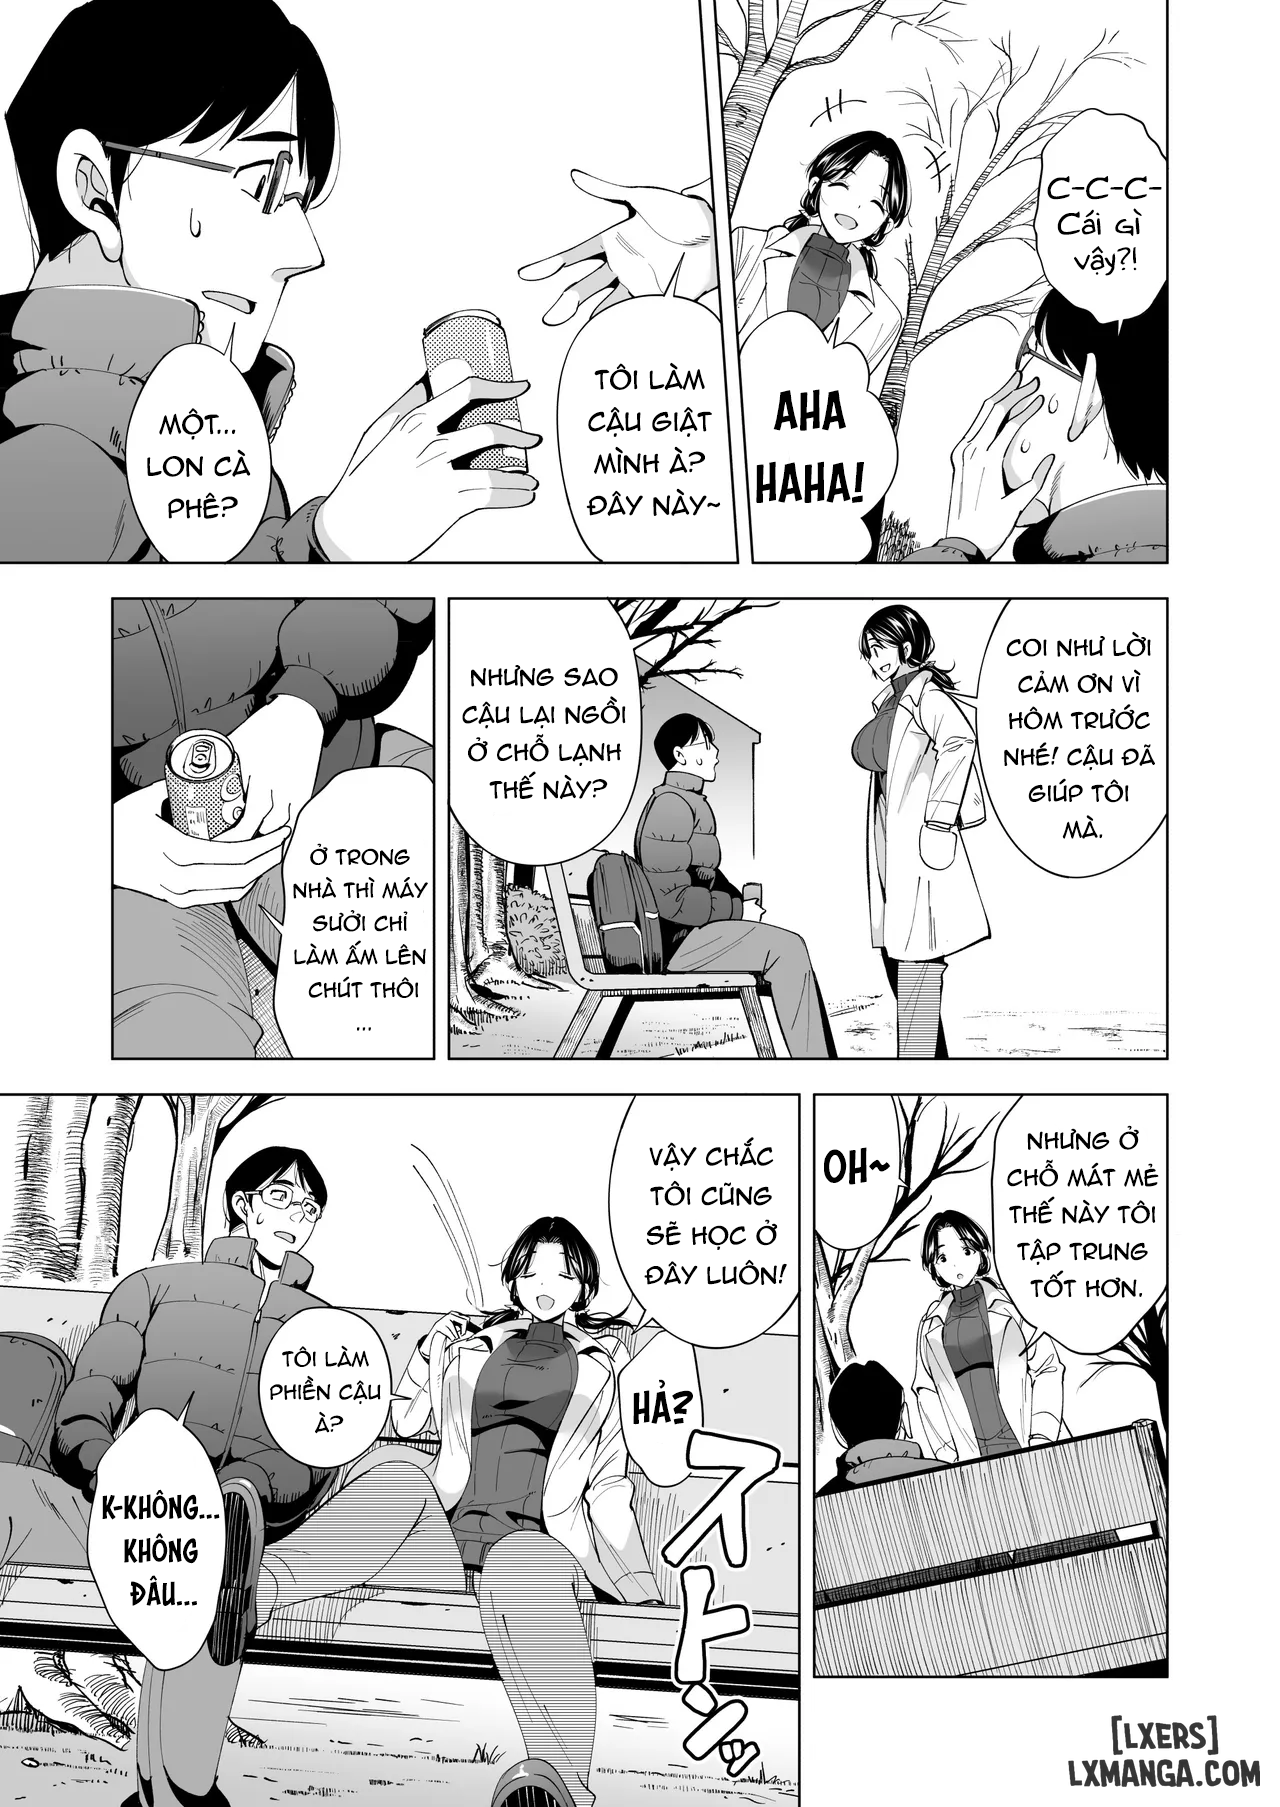 C-C-C-
Cái gì
vậy?!
AHA
HAHA!
TÔI LÀM
CẬU GIẬT
MÌNH À?
ĐÂY NÀY~
MỘT...
LON CÀ
PHÊ?
COI NHƯ LỜI
CẢM ƠN VÌ
HÔM TRƯỚC
NHÉ! CẬU ĐÃ
GIÚP TÔI
MÀ.
NHƯNG SAO
CẬU LẠI NGỒI
Ở CHỖ LẠNH
THẾ NÀY?
Ở TRONG
NHÀ THÌ MÁY
SƯỞI CHỈ
LÀM ẤM LÊN
CHÚT THÔI
...
NHƯNG Ở
CHỖ MÁT MẺ
THẾ NÀY TÔI
TẬP TRUNG
TỐT HƠN.
OH~
VẬY CHẮC
TÔI CŨNG
SẼ HỌC Ở
ĐÂY LUÔN!
HẢ?
ストンッ
TÔI LÀM
PHIỀN CẬU
À?
K-KHÔNG...
KHÔNG
ĐÂU...
[LXERS]
LXMANGA.COM